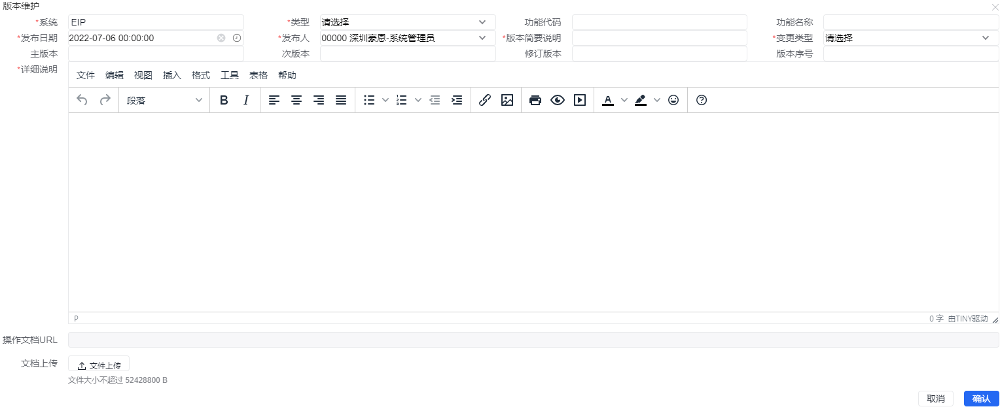 版本维护
*系统 EIP *类型 请选择 功能代码 功能名称
*发布日期 2022-07-06 00:00:00 *发布人 00000 深圳豪恩-系统管理员 *版本简要说明 *变更类型 请选择
主版本 次版本 修订版本 版本序号
*详细说明
文件 编辑 视图 插入 格式 工具 表格 帮助
段落 B I A
P 0 字 由TINY驱动
操作文档URL
文档上传 文件上传
文件大小不超过 52428800 B
取消 确认